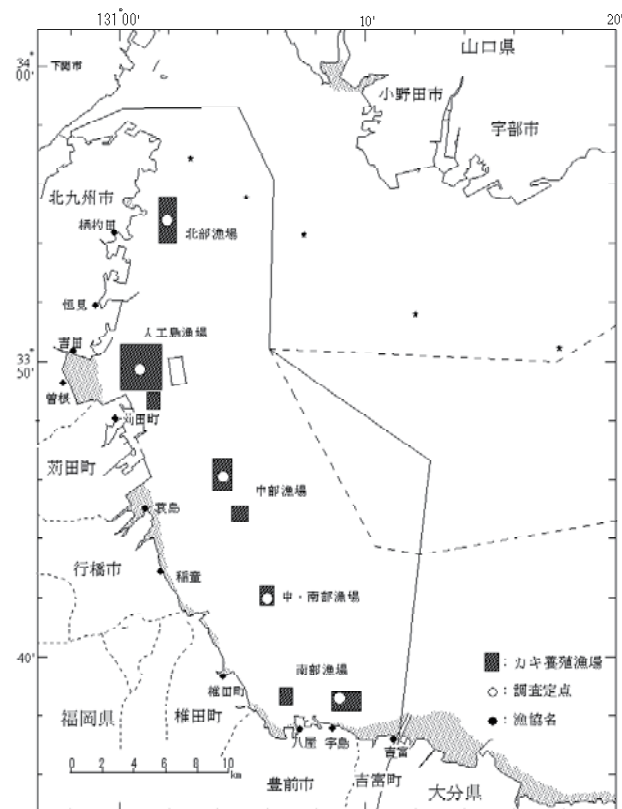 131°00'
10'
20'
34°
00'
下関市
山口県
小野田市
宇部市
北九州市
柄杓田
北部漁場
恒見
人工島漁場
吉田
33°
50'
曽根
苅田町
苅田町
中部漁場
蓑島
行橋市
稲童
中・南部漁場
40'
南部漁場
：カキ養殖漁場
：調査定点
：漁協名
椎田町
椎田町
福岡県
八屋
宇島
吉富
豊前市
吉富町
大分県
0 2 4 6 8 10
km